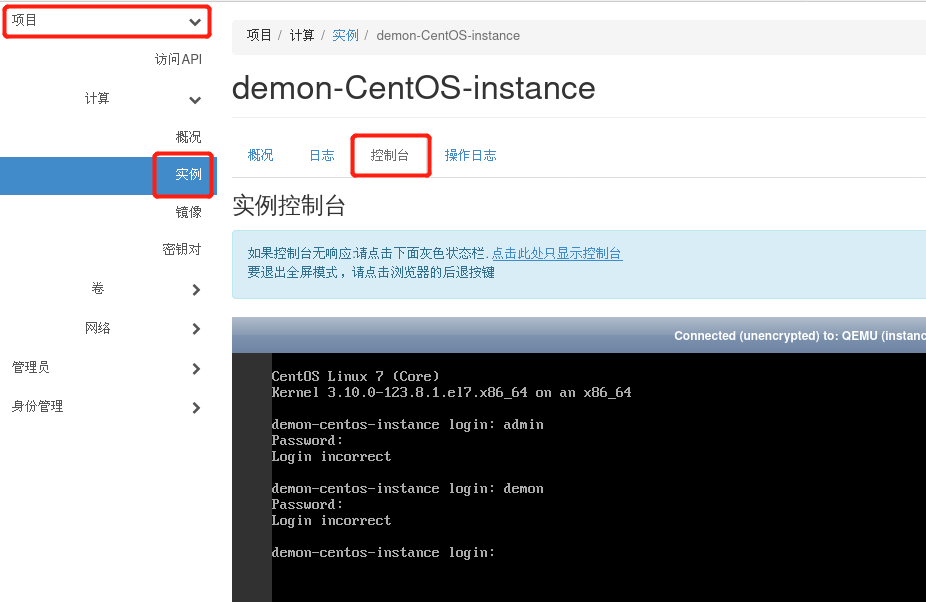 项目
访问API
计算
概况
实例
镜像
密钥对
卷
网络
管理员
身份管理
项目 / 计算 / 实例 / demon-CentOS-instance
demon-CentOS-instance
概况 日志 控制台 操作日志
实例控制台
如果控制台无响应:请点击下面灰色状态栏. 点击此处只显示控制台
要退出全屏模式，请点击浏览器的后退按键
Connected (unencrypted) to: QEMU (instanc
CentOS Linux 7 (Core)
Kernel 3.10.0-123.8.1.el7.x86_64 on an x86_64
demon-centos-instance login: admin
Password:
Login incorrect
demon-centos-instance login: demon
Password:
Login incorrect
demon-centos-instance login: